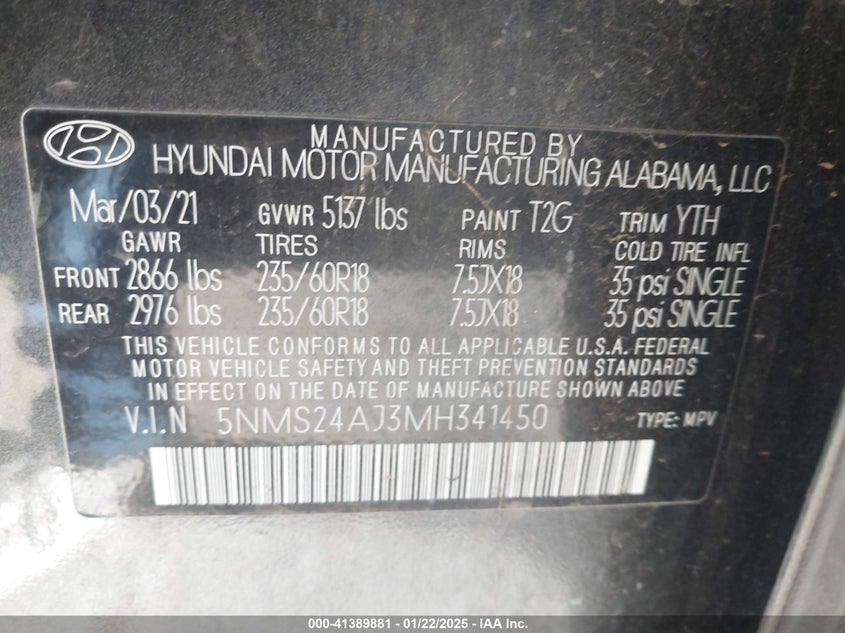 MANUFACTURED BY
HYUNDAI MOTOR MANUFACTURING ALABAMA, LLC
Mar/03/21 GVWR 5137 lbs PAINT T2G TRIM YTH
GAWR TIRES RIMS COLD TIRE INFL
FRONT 2866 lbs 235/60R18 7.5JX18 35 psi SINGLE
REAR 2976 lbs 235/60R18 7.5JX18 35 psi SINGLE
THIS VEHICLE CONFORMS TO ALL APPLICABLE U.S.A. FEDERAL
MOTOR VEHICLE SAFETY AND THEFT PREVENTION STANDARDS
IN EFFECT ON THE DATE OF MANUFACTURE SHOWN ABOVE
V.I.N 5NMS24AJ3MH341450 TYPE: MPV
000-41389881 - 01/22/2025 - IAA Inc.